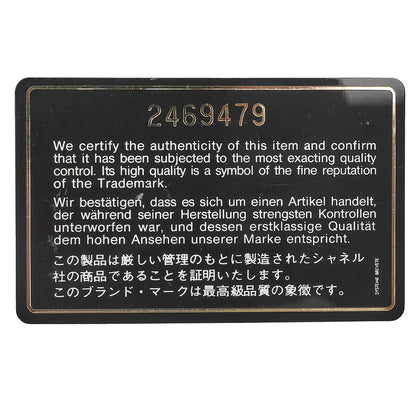 2469479
We certify the authenticity of this item and confirm
that it has been subjected to the most exacting quality
control. Its high quality is a symbol of the fine reputation
of the Trademark.
Wir bestätigen, dass es sich um einen Artikel handelt,
der während seiner Herstellung strengsten Kontrollen
unterworfen war, und dessen erstklassige Qualität
dem hohen Ansehen unserer Marke entspricht.
この製品は厳しい管理のもとに製造されたシャネル
社の商品であることを証明いたします。
このブランド・マークは最高級品質の象徴です。
SYSTEME BREVETE